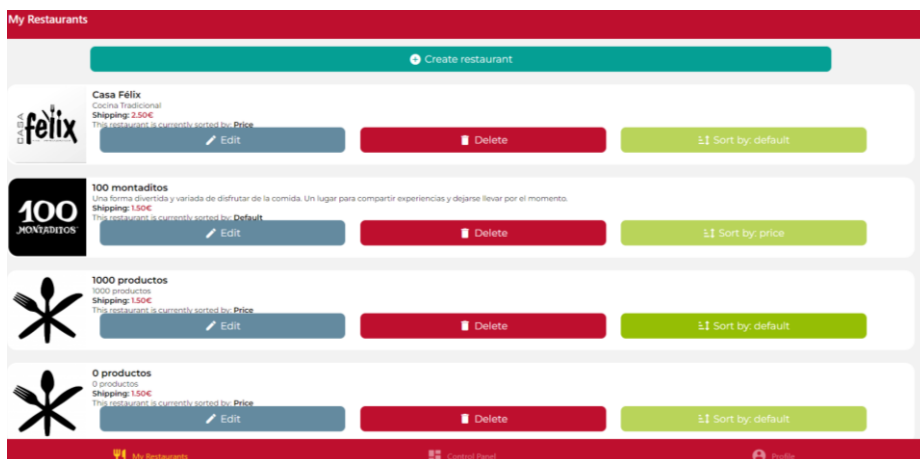 My Restaurants
Create restaurant
CASA
félix
Casa Félix
Cocina Tradicional
Shipping: 2.50€
This restaurant is currently sorted by: Price
Edit
Delete
Sort by: default
100
MONTADITOS
100 montaditos
Una forma divertida y variada de disfrutar de la comida. Un lugar para compartir experiencias y dejarse llevar por el momento.
Shipping: 1.50€
This restaurant is currently sorted by: Default
Edit
Delete
Sort by: price
1000 productos
1000 productos
Shipping: 1.50€
This restaurant is currently sorted by: Price
Edit
Delete
Sort by: default
0 productos
0 productos
Shipping: 1.50€
This restaurant is currently sorted by: Price
Edit
Delete
Sort by: default
My Restaurants
Control Panel
Profile